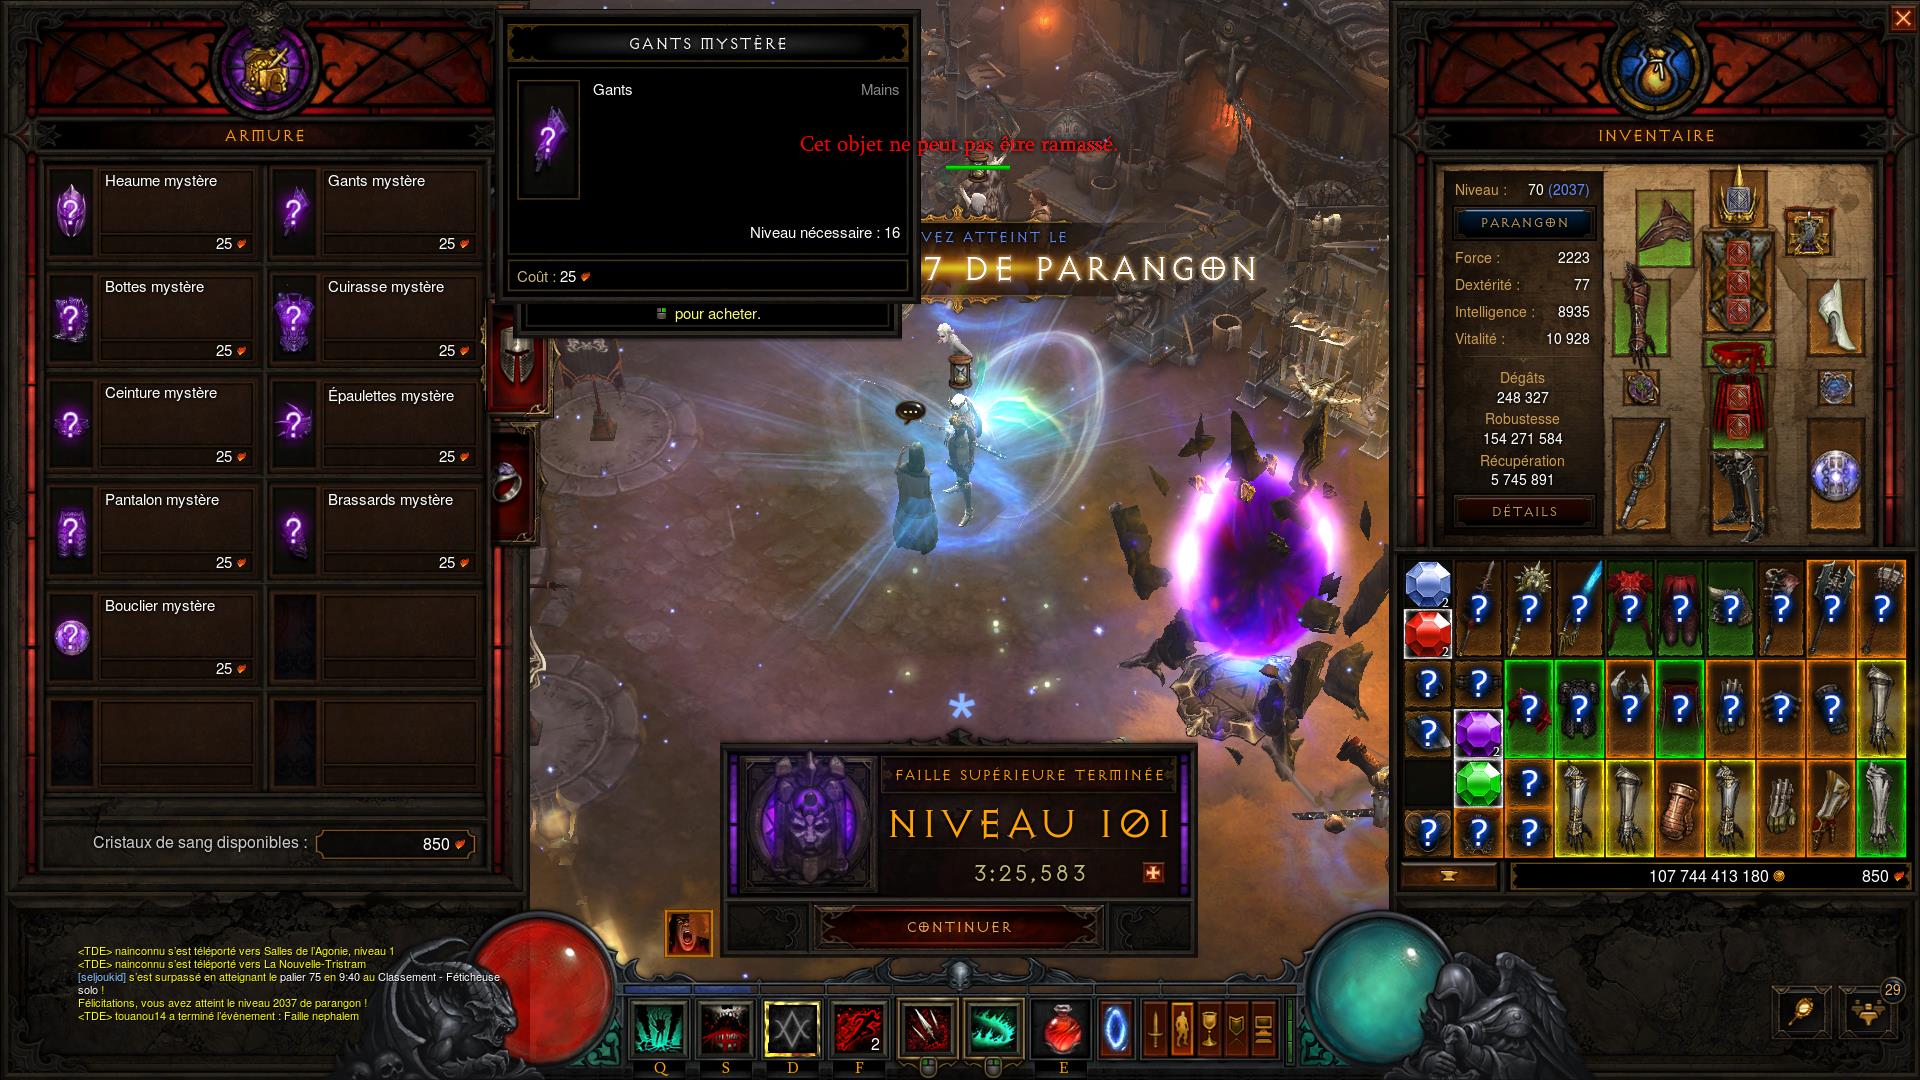 GANTS MYSTÈRE
Gants
Mains
Niveau nécessaire : 16
Coût : 25
pour acheter.
ARMURE
Heaume mystère
25
Gants mystère
25
Bottes mystère
25
Cuirasse mystère
25
Ceinture mystère
25
Épaulettes mystère
25
Pantalon mystère
25
Brassards mystère
25
Bouclier mystère
25
Cristaux de sang disponibles :
850
Cet objet ne peut pas être ramassé.
VEZ ATTEINT LE
7 DE PARANGON
FAILLE SUPÉRIEURE TERMINÉE
NIVEAU 101
3:25,583
CONTINUER
INVENTAIRE
Niveau : 70 (2037)
PARANGON
Force : 2223
Dextérité : 77
Intelligence : 8935
Vitalité : 10 928
Dégâts
248 327
Robustesse
154 271 584
Récupération
5 745 891
DÉTAILS
2
2
2
107 744 413 180
850
<TDE> nainconnu s'est téléporté vers Salles de l'Agonie, niveau 1
<TDE> nainconnu s'est téléporté vers La Nouvelle-Tristram
[seljoukid] s'est surpassé en atteignant le palier 75 en 9:40 au Classement - Féticheuse
solo !
Félicitations, vous avez atteint le niveau 2037 de parangon !
<TDE> touanou14 a terminé l'évènement : Faille nephalem
2
Q S D F E
29